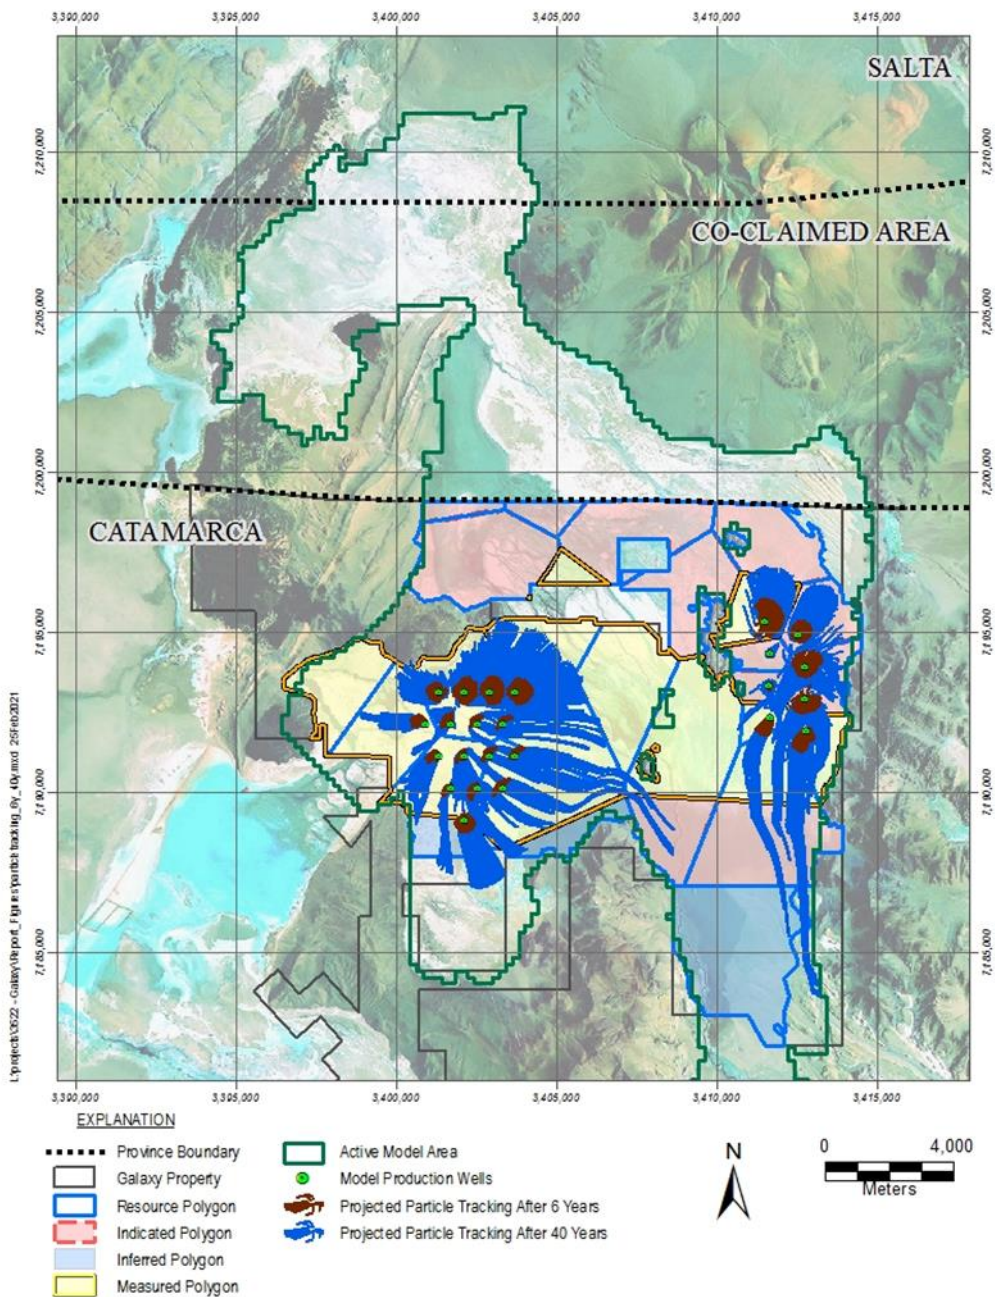 3,390,000 3,395,000 3,400,000 3,405,000 3,410,000 3,415,000
SALTA
7,210,000 7,210,000
CO-CLAIMED AREA
7,205,000 7,205,000
7,200,000 7,200,000
CATAMARCA
7,195,000 7,195,000
7,190,000 7,190,000
7,185,000 7,185,000
3,390,000 3,395,000 3,400,000 3,405,000 3,410,000 3,415,000
EXPLANATION
Province Boundary
Galaxy Property
Resource Polygon
Indicated Polygon
Inferred Polygon
Measured Polygon
Active Model Area
Model Production Wells
Projected Particle Tracking After 6 Years
Projected Particle Tracking After 40 Years
N
0 4,000
Meters